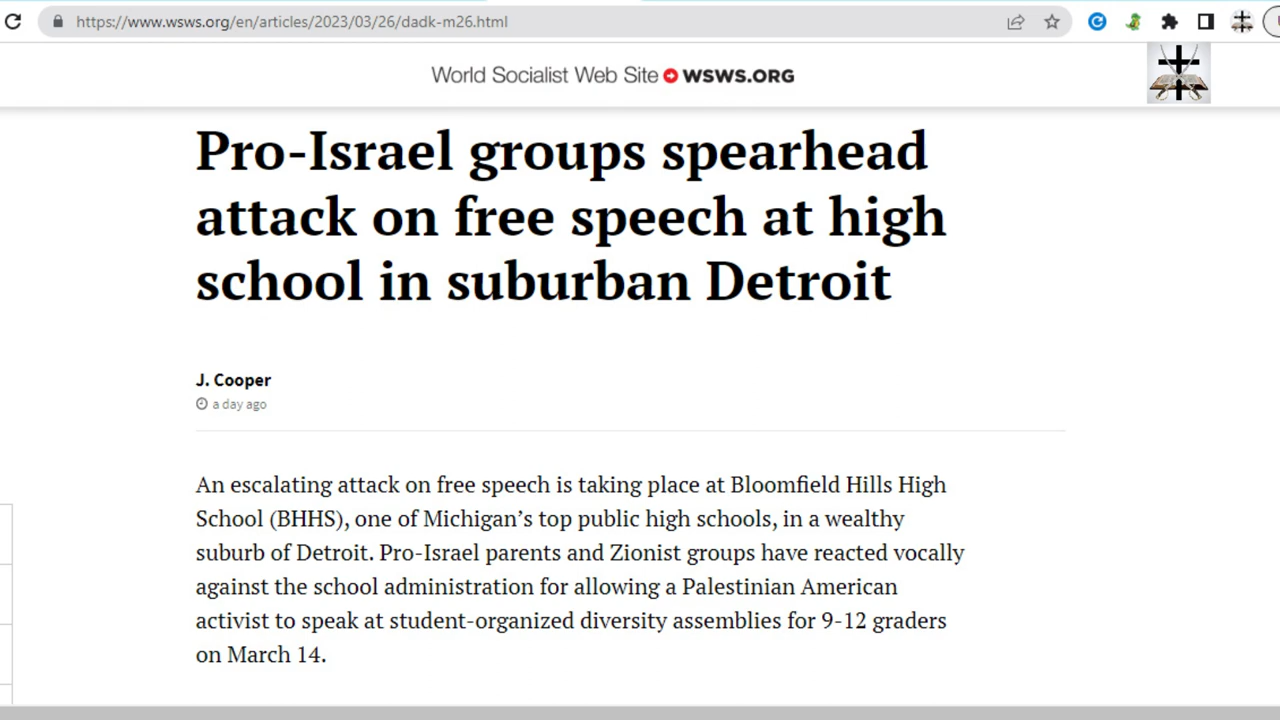 https://www.wsws.org/en/articles/2023/03/26/dadk-m26.html
World Socialist Web Site WSWS.ORG
Pro-Israel groups spearhead
attack on free speech at high
school in suburban Detroit
J. Cooper
a day ago
An escalating attack on free speech is taking place at Bloomfield Hills High
School (BHHS), one of Michigan’s top public high schools, in a wealthy
suburb of Detroit. Pro-Israel parents and Zionist groups have reacted vocally
against the school administration for allowing a Palestinian American
activist to speak at student-organized diversity assemblies for 9-12 graders
on March 14.